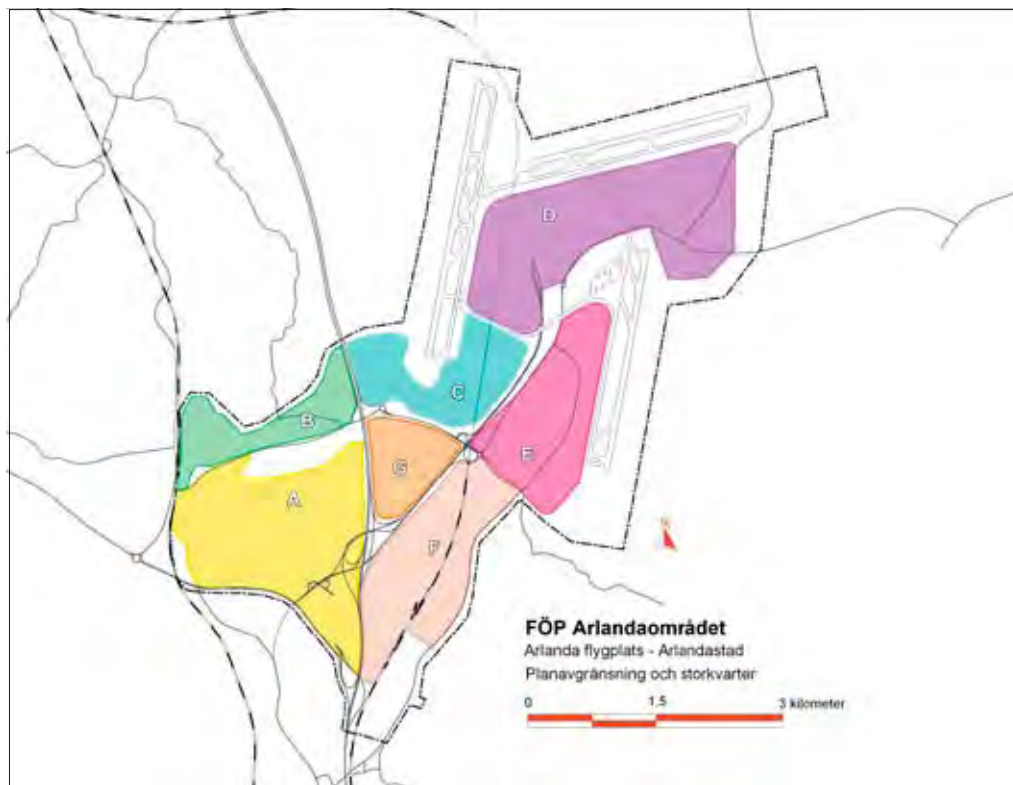 D
C
B
G
E
A
F
N
FÖP Arlandaområdet
Arlanda flygplats - Arlandastad
Planavgränsning och storkvarter
0 1,5 3 kilometer